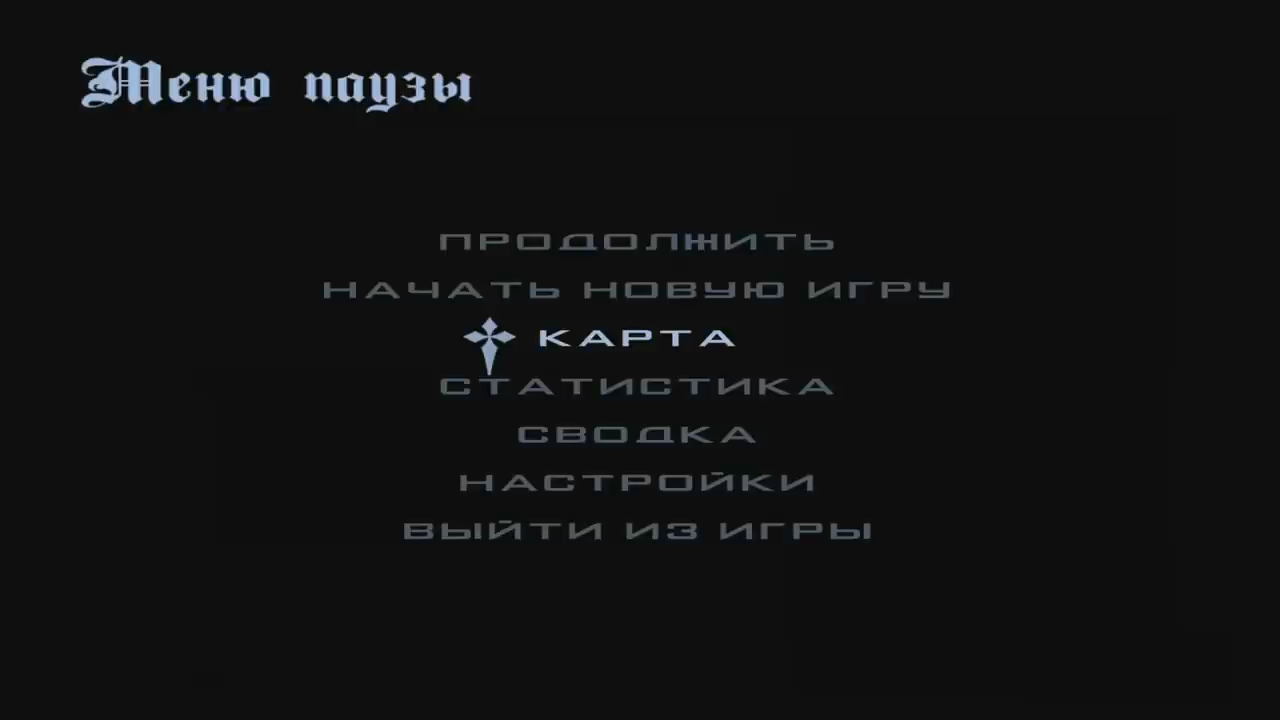 Меню паузы
ПРОДОЛЖИТЬ
НАЧАТЬ НОВУЮ ИГРУ
КАРТА
СТАТИСТИКА
СВОДКА
НАСТРОЙКИ
ВЫЙТИ ИЗ ИГРЫ